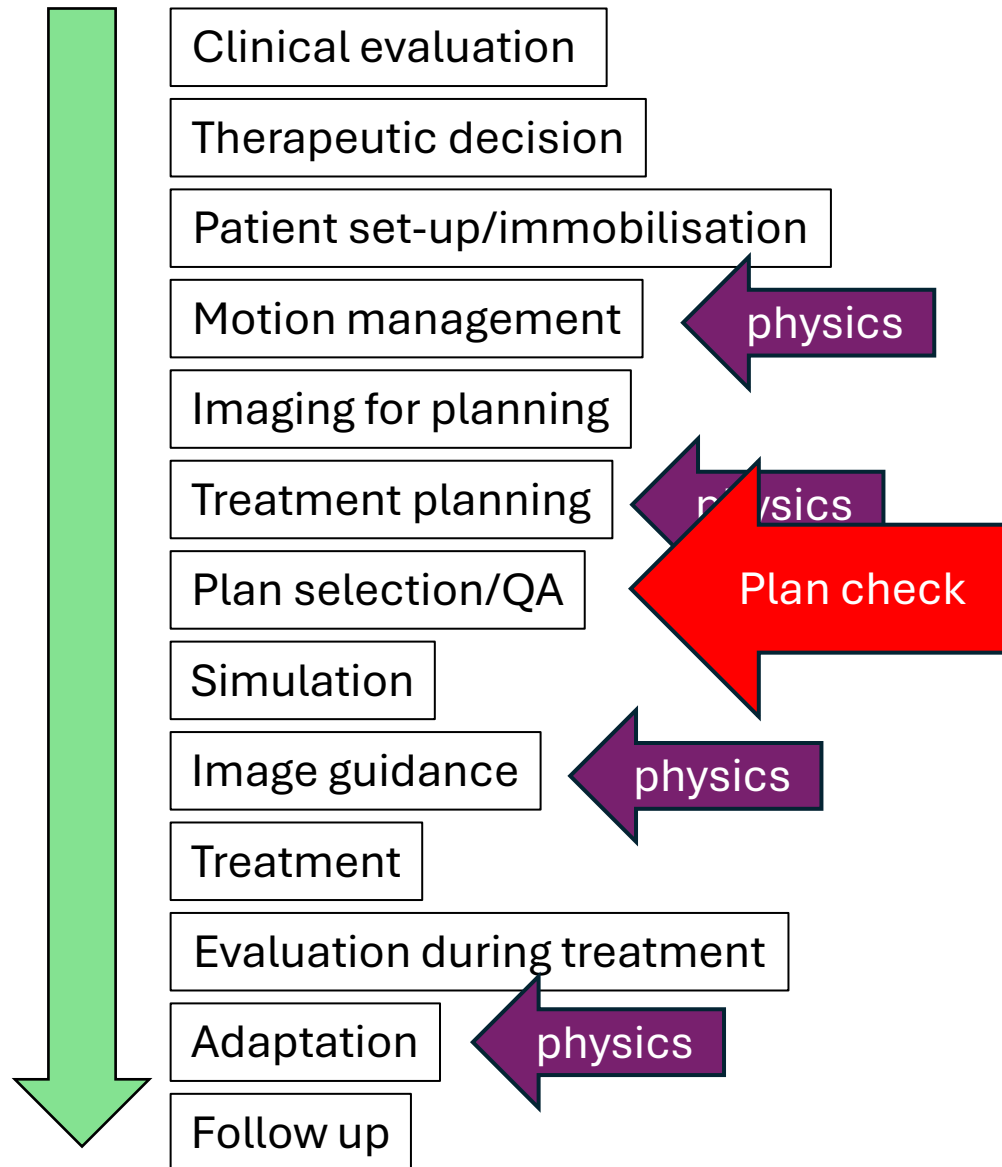 Clinical evaluation
Therapeutic decision
Patient set-up/immobilisation
Motion management
physics
Imaging for planning
Treatment planning
physics
Plan selection/QA
Plan check
Simulation
Image guidance
physics
Treatment
Evaluation during treatment
Adaptation
physics
Follow up